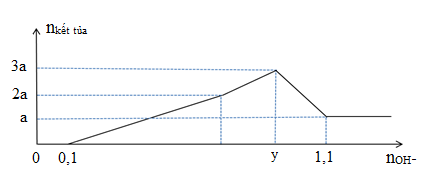 nkết tủa
3a
2a
a
0 0,1 y 1,1 nOH-